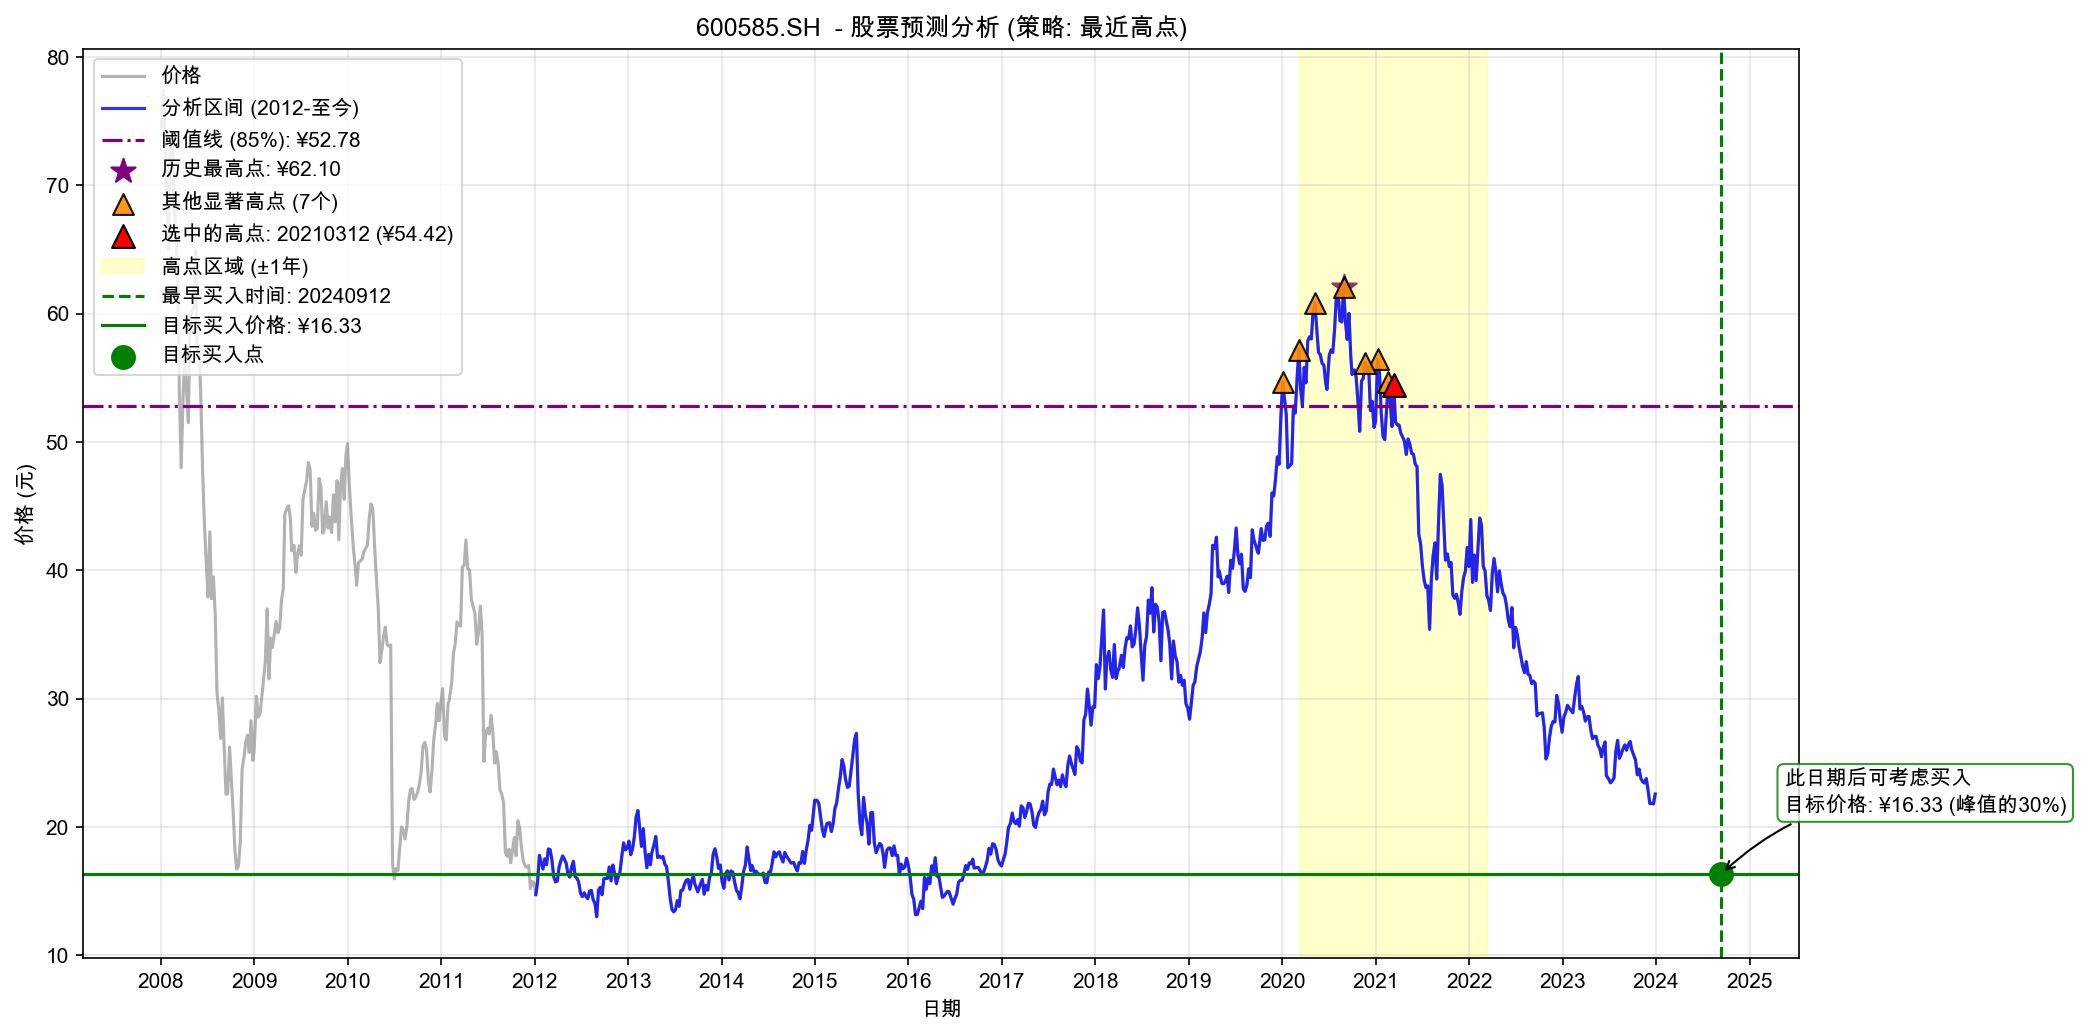 600585.SH - 股票预测分析 (策略: 最近高点)
价格
分析区间 (2012-至今)
阈值线 (85%): ¥52.78
历史最高点: ¥62.10
其他显著高点 (7个)
选中的高点: 20210312 (¥54.42)
高点区域 (±1年)
最早买入时间: 20240912
目标买入价格: ¥16.33
目标买入点
价格 (元)
80
70
60
50
40
30
20
10
此日期后可考虑买入
目标价格: ¥16.33 (峰值的30%)
2008
2009
2010
2011
2012
2013
2014
2015
2016
2017
2018
2019
2020
2021
2022
2023
2024
2025
日期